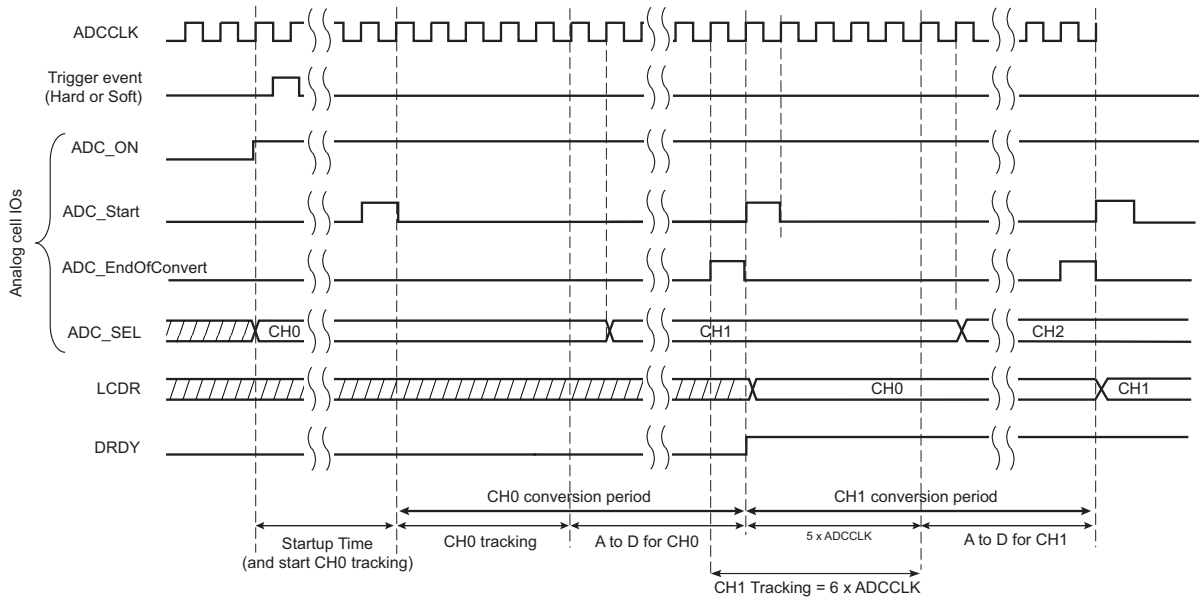 ADCCLK
Trigger event
(Hard or Soft)
Analog cell IOs
ADC_ON
ADC_Start
ADC_EndOfConvert
ADC_SEL
CH0
CH1
CH2
LCDR
CH0
CH1
DRDY
CH0 conversion period
CH1 conversion period
Startup Time
(and start CH0 tracking)
CH0 tracking
A to D for CH0
5 x ADCCLK
A to D for CH1
CH1 Tracking = 6 x ADCCLK